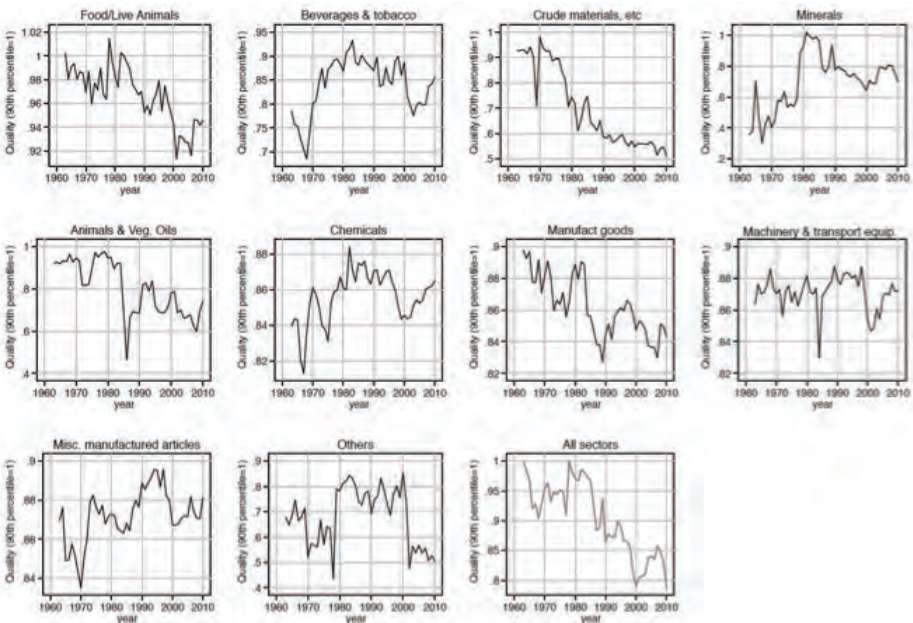 Food/Live Animals
Quality (90th percentile=1)
1.02
1
.98
.96
.94
.92
1960 1970 1980 1990 2000 2010
year
Beverages & tobacco
Quality (90th percentile=1)
.95
.9
.85
.8
.75
.7
1960 1970 1980 1990 2000 2010
year
Crude materials, etc
Quality (90th percentile=1)
1
.9
.8
.7
.6
.5
1960 1970 1980 1990 2000 2010
year
Minerals
Quality (90th percentile=1)
1
.8
.6
.4
.2
1960 1970 1980 1990 2000 2010
year
Animals & Veg. Oils
Quality (90th percentile=1)
1
.8
.6
.4
1960 1970 1980 1990 2000 2010
year
Chemicals
Quality (90th percentile=1)
.88
.86
.84
.82
1960 1970 1980 1990 2000 2010
year
Manufact goods
Quality (90th percentile=1)
.9
.88
.86
.84
.82
1960 1970 1980 1990 2000 2010
year
Machinery & transport equip.
Quality (90th percentile=1)
.9
.88
.86
.84
.82
1960 1970 1980 1990 2000 2010
year
Misc. manufactured articles
Quality (90th percentile=1)
.9
.88
.86
.84
1960 1970 1980 1990 2000 2010
year
Others
Quality (90th percentile=1)
.9
.8
.7
.6
.5
.4
1960 1970 1980 1990 2000 2010
year
All sectors
Quality (90th percentile=1)
1
.95
.9
.85
.8
1960 1970 1980 1990 2000 2010
year